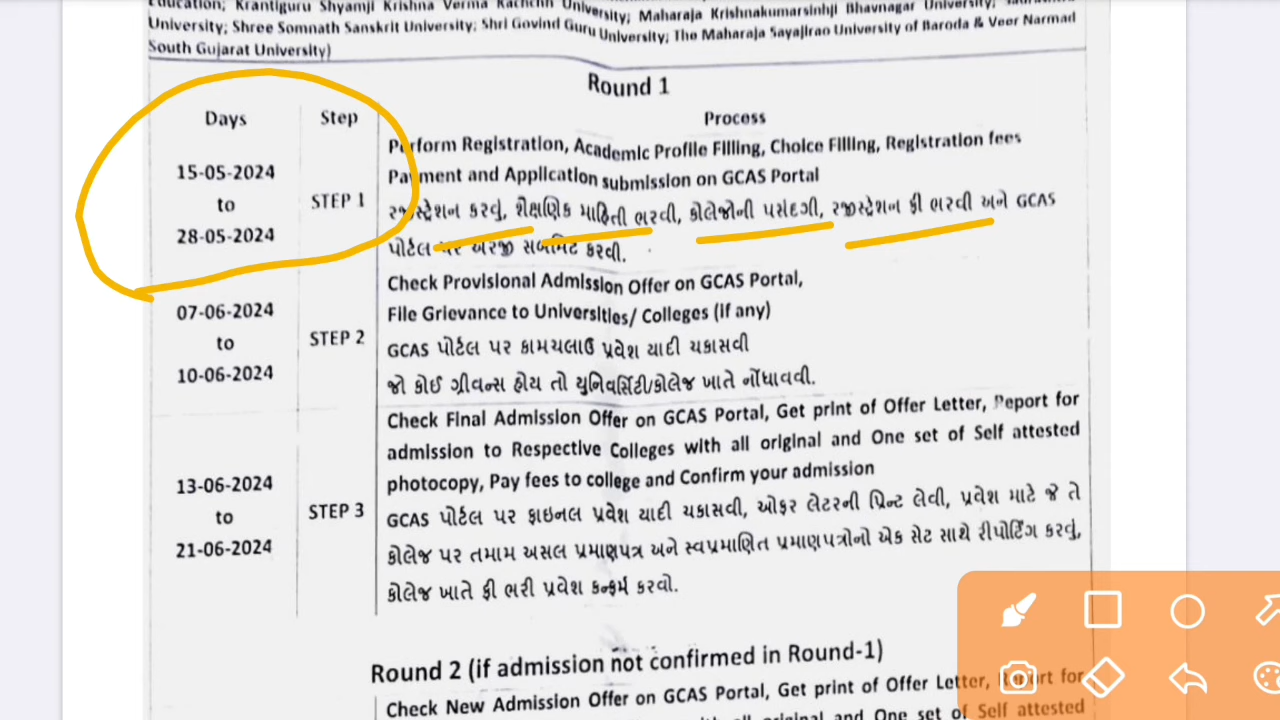 Education; Krantiguru Shyamji Krishna Verma Kachchh University; Maharaja Krishnakumarsinhji Bhavnagar University;
University; Shree Somnath Sanskrit University; Shri Govind Guru University; The Maharaja Sayajirao University of Baroda & Veer Narmad
South Gujarat University)
Round 1
Days Step Process
15-05-2024
to
28-05-2024
STEP 1
Perform Registration, Academic Profile Filling, Choice Filling, Registration fees
Payment and Application submission on GCAS Portal
રજીસ્ટ્રેશન કરવું, શૈક્ષણિક માહિતી ભરવી, કોલેજોની પસંદગી, રજીસ્ટ્રેશન ફી ભરવી અને GCAS
પોર્ટલ પર અરજી સબમિટ કરવી.
07-06-2024
to
10-06-2024
STEP 2
Check Provisional Admission Offer on GCAS Portal,
File Grievance to Universities/ Colleges (if any)
GCAS પોર્ટલ પર કામચલાઉ પ્રવેશ યાદી ચકાસવી
જો કોઈ ગ્રીવન્સ હોય તો યુનિવર્સિટી/કોલેજ ખાતે નોંધાવવી.
13-06-2024
to
21-06-2024
STEP 3
Check Final Admission Offer on GCAS Portal, Get print of Offer Letter, Report for
admission to Respective Colleges with all original and One set of Self attested
photocopy, Pay fees to college and Confirm your admission
GCAS પોર્ટલ પર ફાઇનલ પ્રવેશ યાદી ચકાસવી, ઓફર લેટરની પ્રિન્ટ લેવી, પ્રવેશ માટે જે તે
કોલેજ પર તમામ અસલ પ્રમાણપત્ર અને સ્વપ્રમાણિત પ્રમાણપત્રોનો એક સેટ સાથે રીપોર્ટિંગ કરવું,
કોલેજ ખાતે ફી ભરી પ્રવેશ કન્ફર્મ કરવો.
Round 2 (if admission not confirmed in Round-1)
Check New Admission Offer on GCAS Portal, Get print of Offer Letter, Report for
all original and One set of Self attested